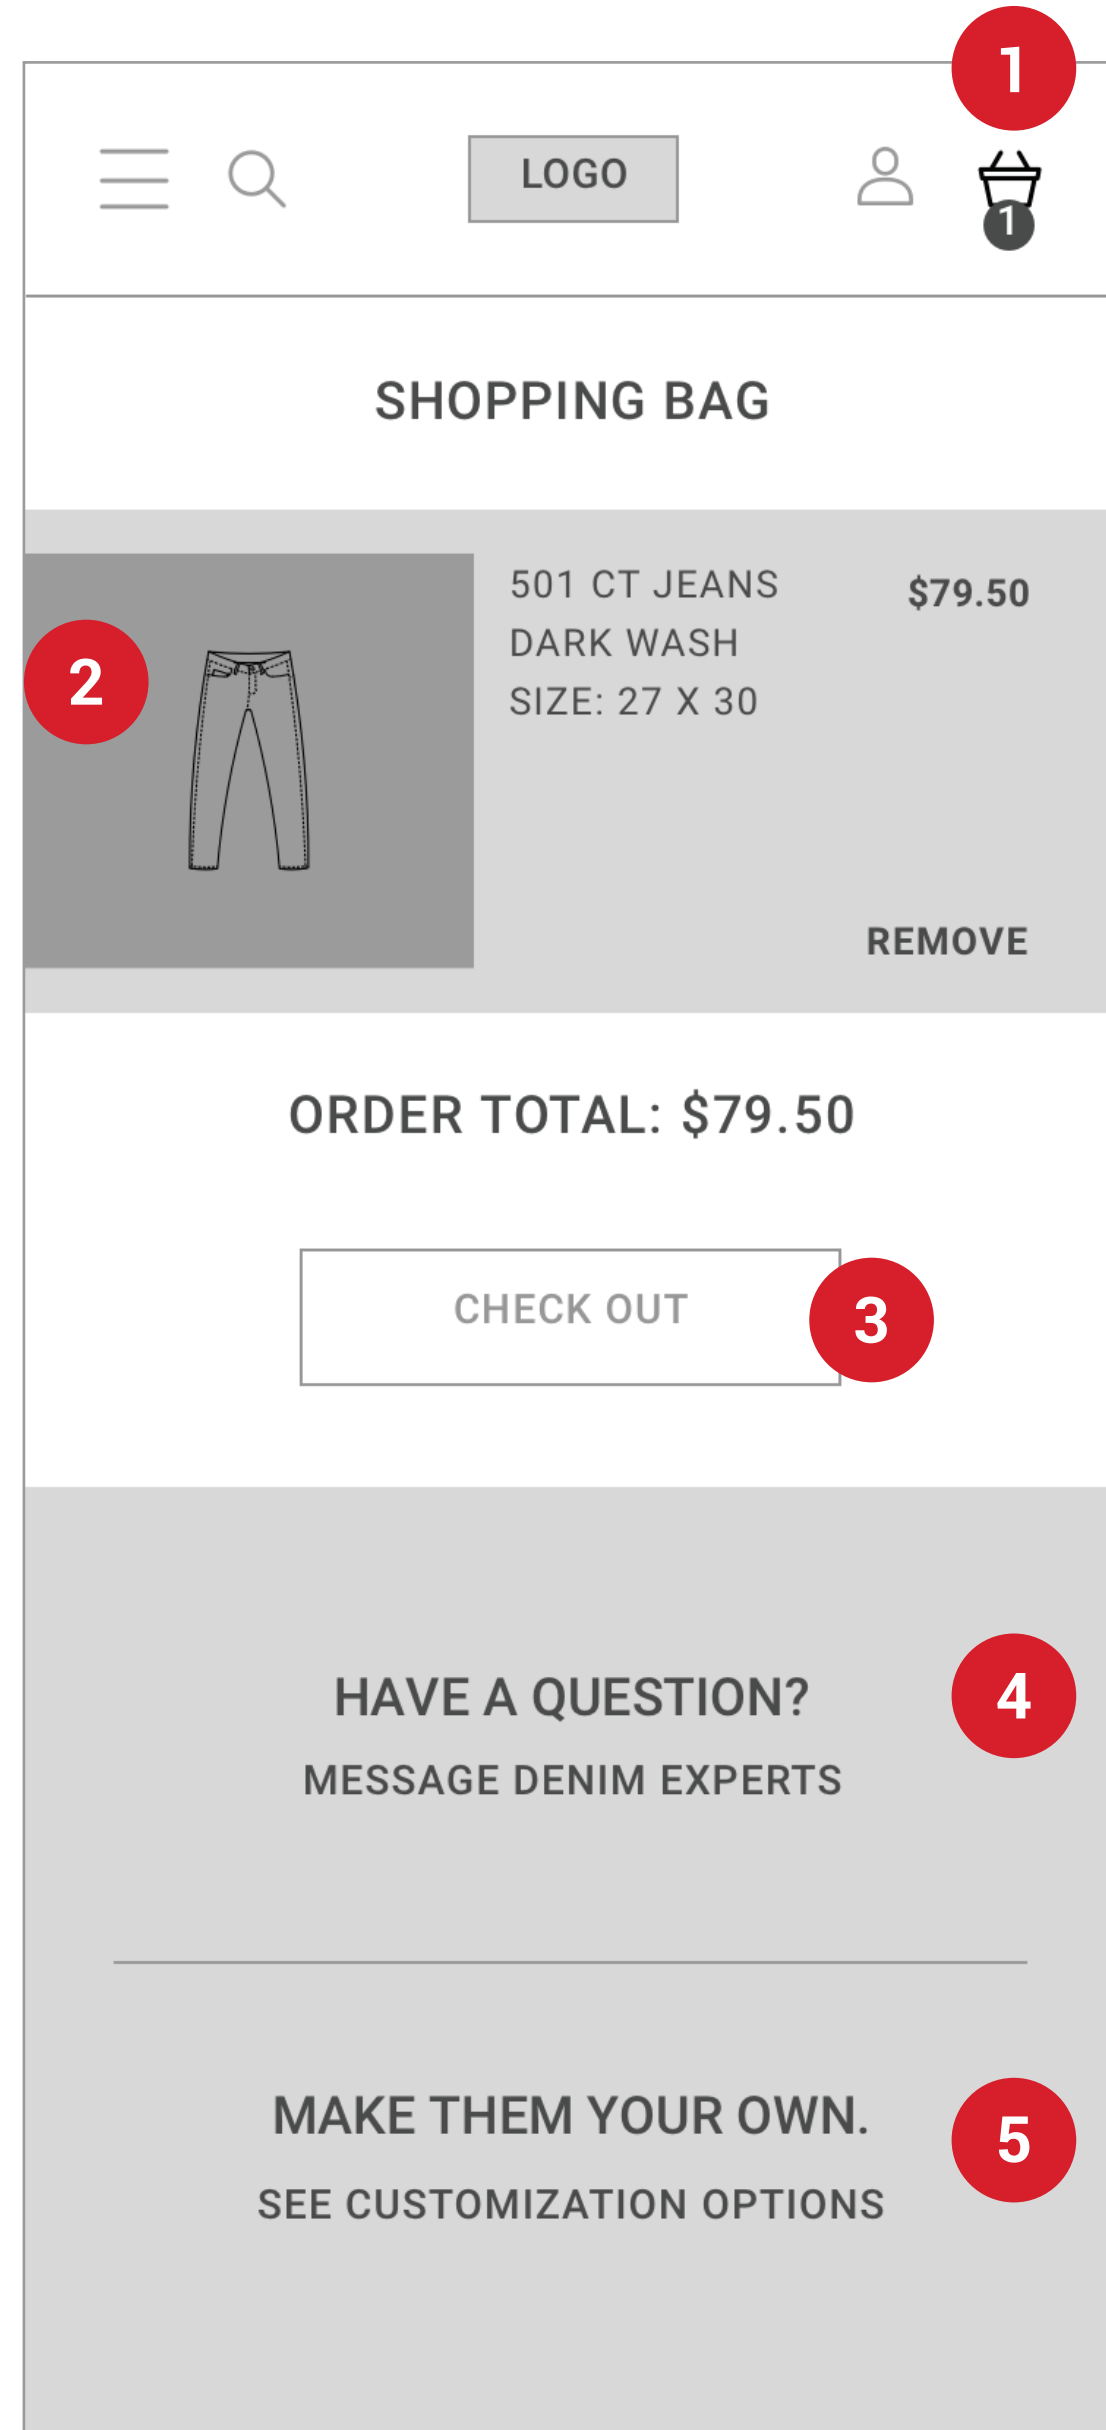 1
LOGO
1
SHOPPING BAG
501 CT JEANS
$79.50
DARK WASH
SIZE: 27 X 30
2
REMOVE
ORDER TOTAL: $79.50
CHECK OUT
3
HAVE A QUESTION?
4
MESSAGE DENIM EXPERTS
MAKE THEM YOUR OWN.
5
SEE CUSTOMIZATION OPTIONS